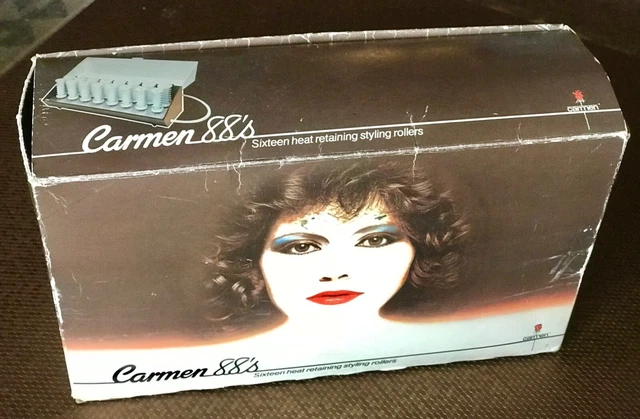 Carmen 88's
Sixteen heat retaining styling rollers
carmen
carmen
Carmen 88's
Sixteen heat retaining styling rollers